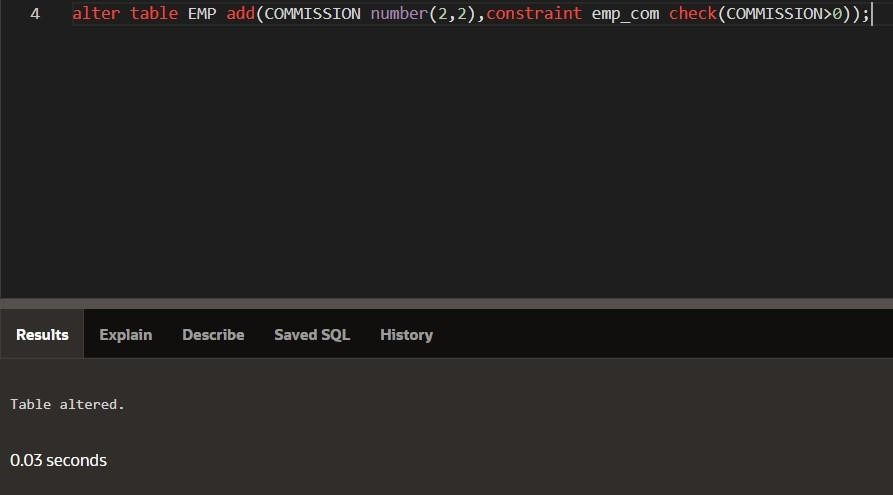 4 alter table EMP add(COMMISSION number(2,2),constraint emp_com check(COMMISSION>0));
Results Explain Describe Saved SQL History
Table altered.
0.03 seconds